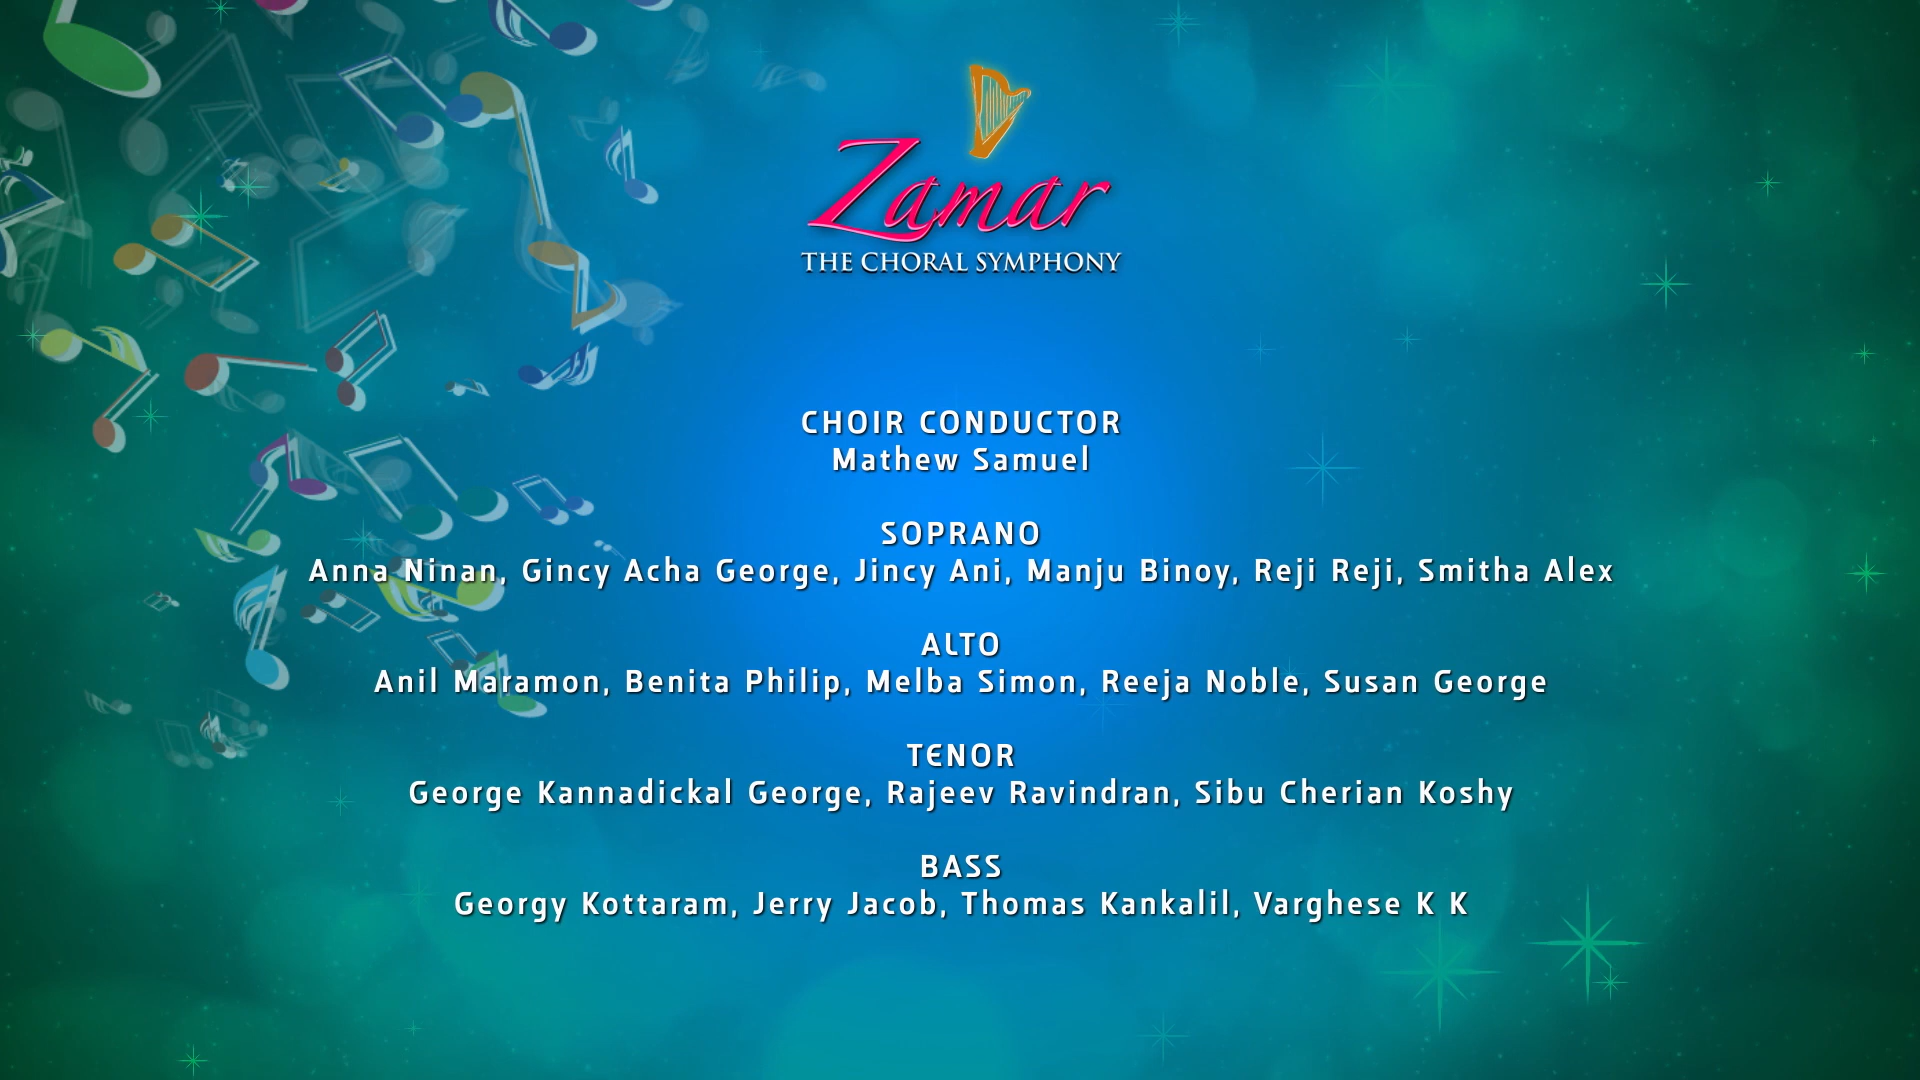 Zamar
THE CHORAL SYMPHONY
CHOIR CONDUCTOR
Mathew Samuel
SOPRANO
Anna Ninan, Gincy Acha George, Jincy Ani, Manju Binoy, Reji Reji, Smitha Alex
ALTO
Anil Maramon, Benita Philip, Melba Simon, Reeja Noble, Susan George
TENOR
George Kannadickal George, Rajeev Ravindran, Sibu Cherian Koshy
BASS
Georgy Kottaram, Jerry Jacob, Thomas Kankalil, Varghese K K